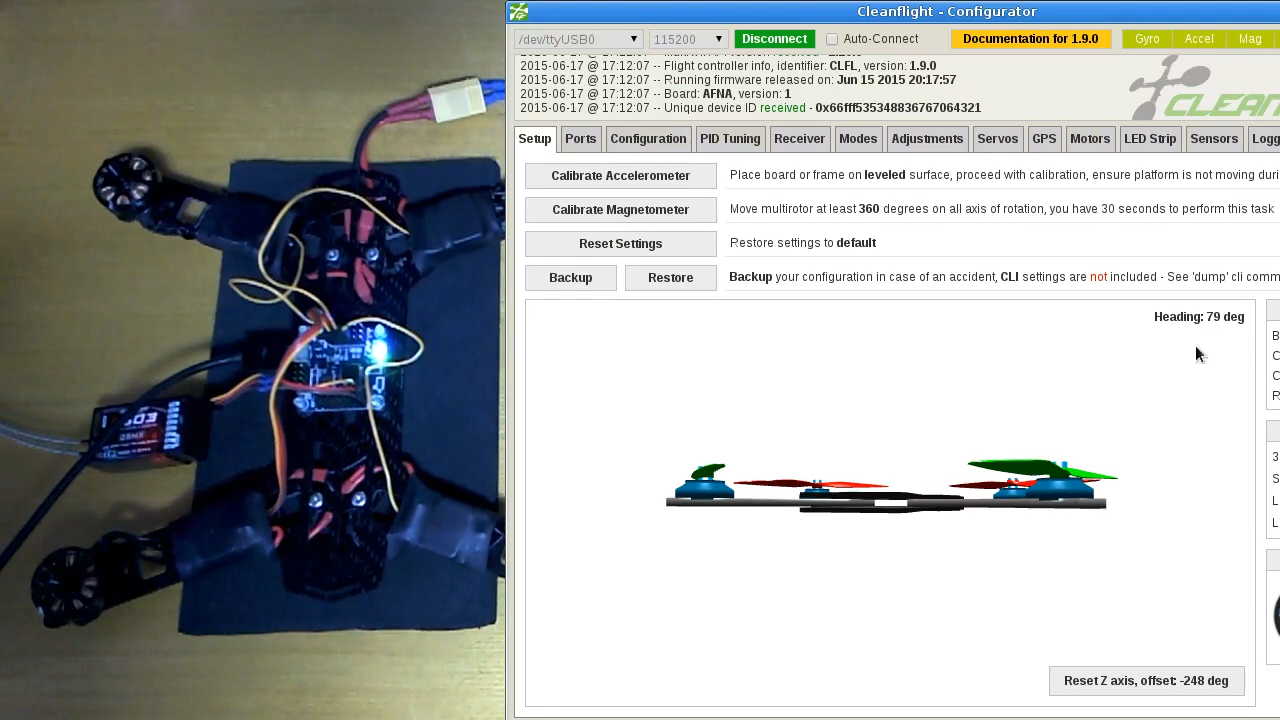 Cleanflight - Configurator
/dev/ttyUSB0 115200 Disconnect Auto-Connect Documentation for 1.9.0 Gyro Accel Mag
2015-06-17 @ 17:12:07 -- Flight controller info, identifier: CLFL, version: 1.9.0
2015-06-17 @ 17:12:07 -- Running firmware released on: Jun 15 2015 20:17:57
2015-06-17 @ 17:12:07 -- Board: AFNA, version: 1
2015-06-17 @ 17:12:07 -- Unique device ID received - 0x66fff535348836767064321
CLEAN
Setup Ports Configuration PID Tuning Receiver Modes Adjustments Servos GPS Motors LED Strip Sensors Logg
Calibrate Accelerometer Place board or frame on leveled surface, proceed with calibration, ensure platform is not moving duri
Calibrate Magnetometer Move multirotor at least 360 degrees on all axis of rotation, you have 30 seconds to perform this task
Reset Settings Restore settings to default
Backup Restore Backup your configuration in case of an accident, CLI settings are not included - See 'dump' cli comm
Heading: 79 deg
B
C
C
R
3
S
L
L
Reset Z axis, offset: -248 deg